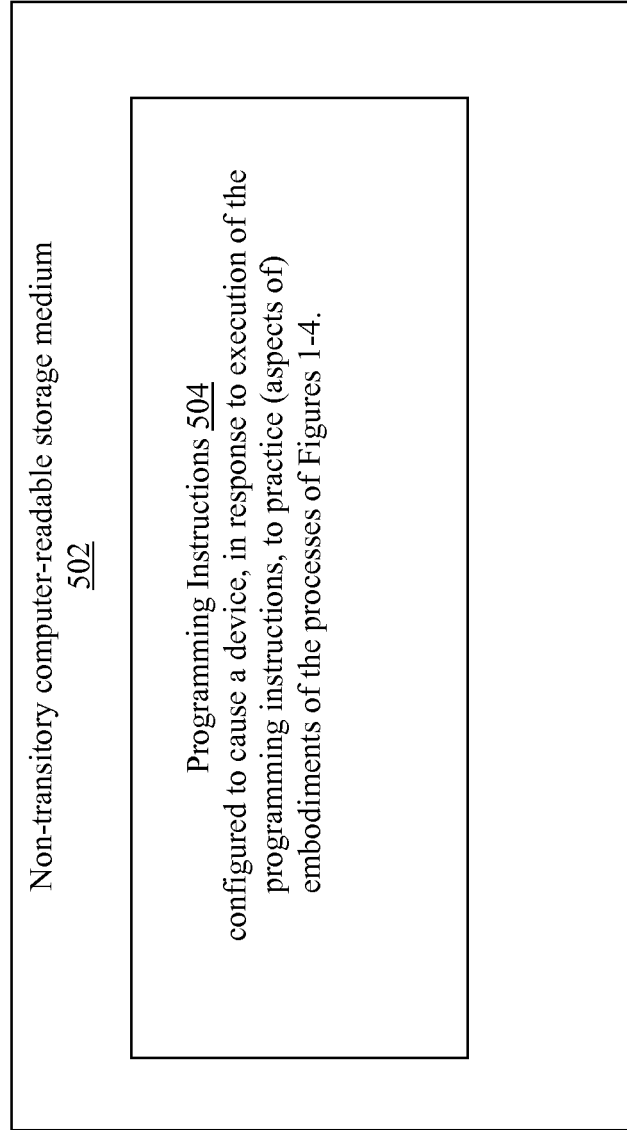 Non-transitory computer-readable storage medium
502
Programming Instructions 504
configured to cause a device, in response to execution of the
programming instructions, to practice (aspects of)
embodiments of the processes of Figures 1-4.